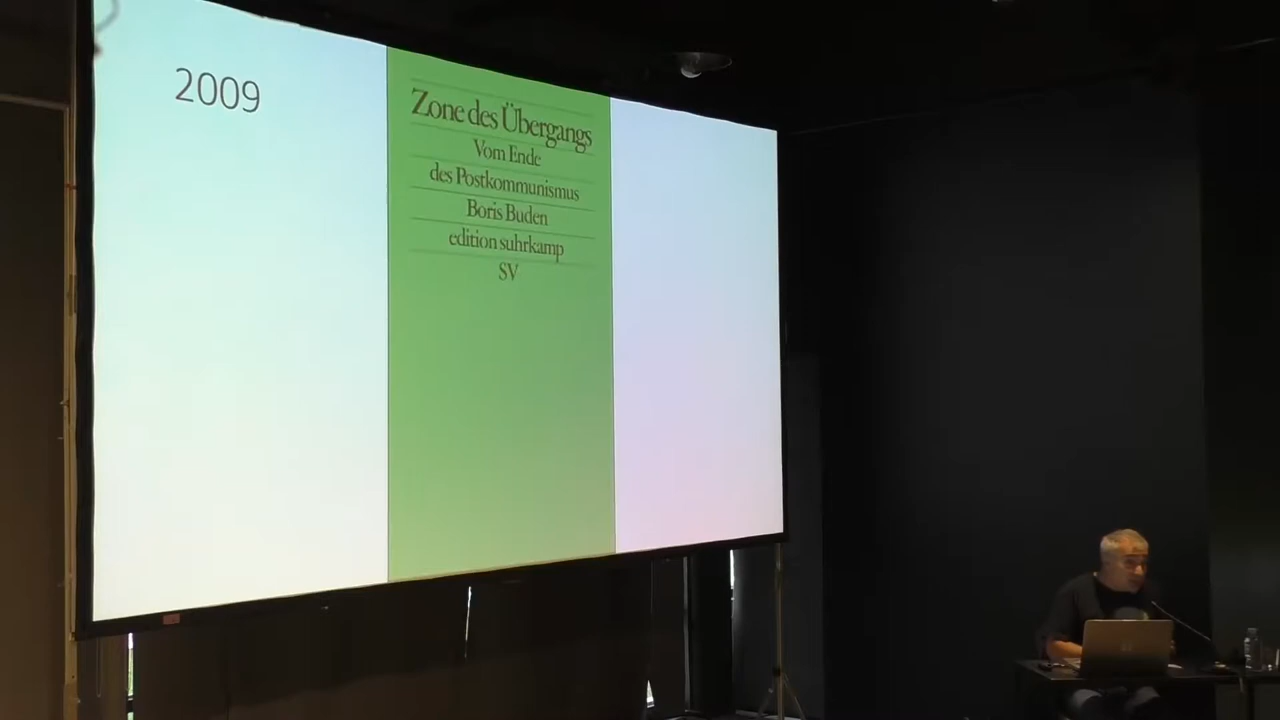 2009
Zone des Übergangs
Vom Ende
des Postkommunismus
Boris Buden
edition suhrkamp
SV